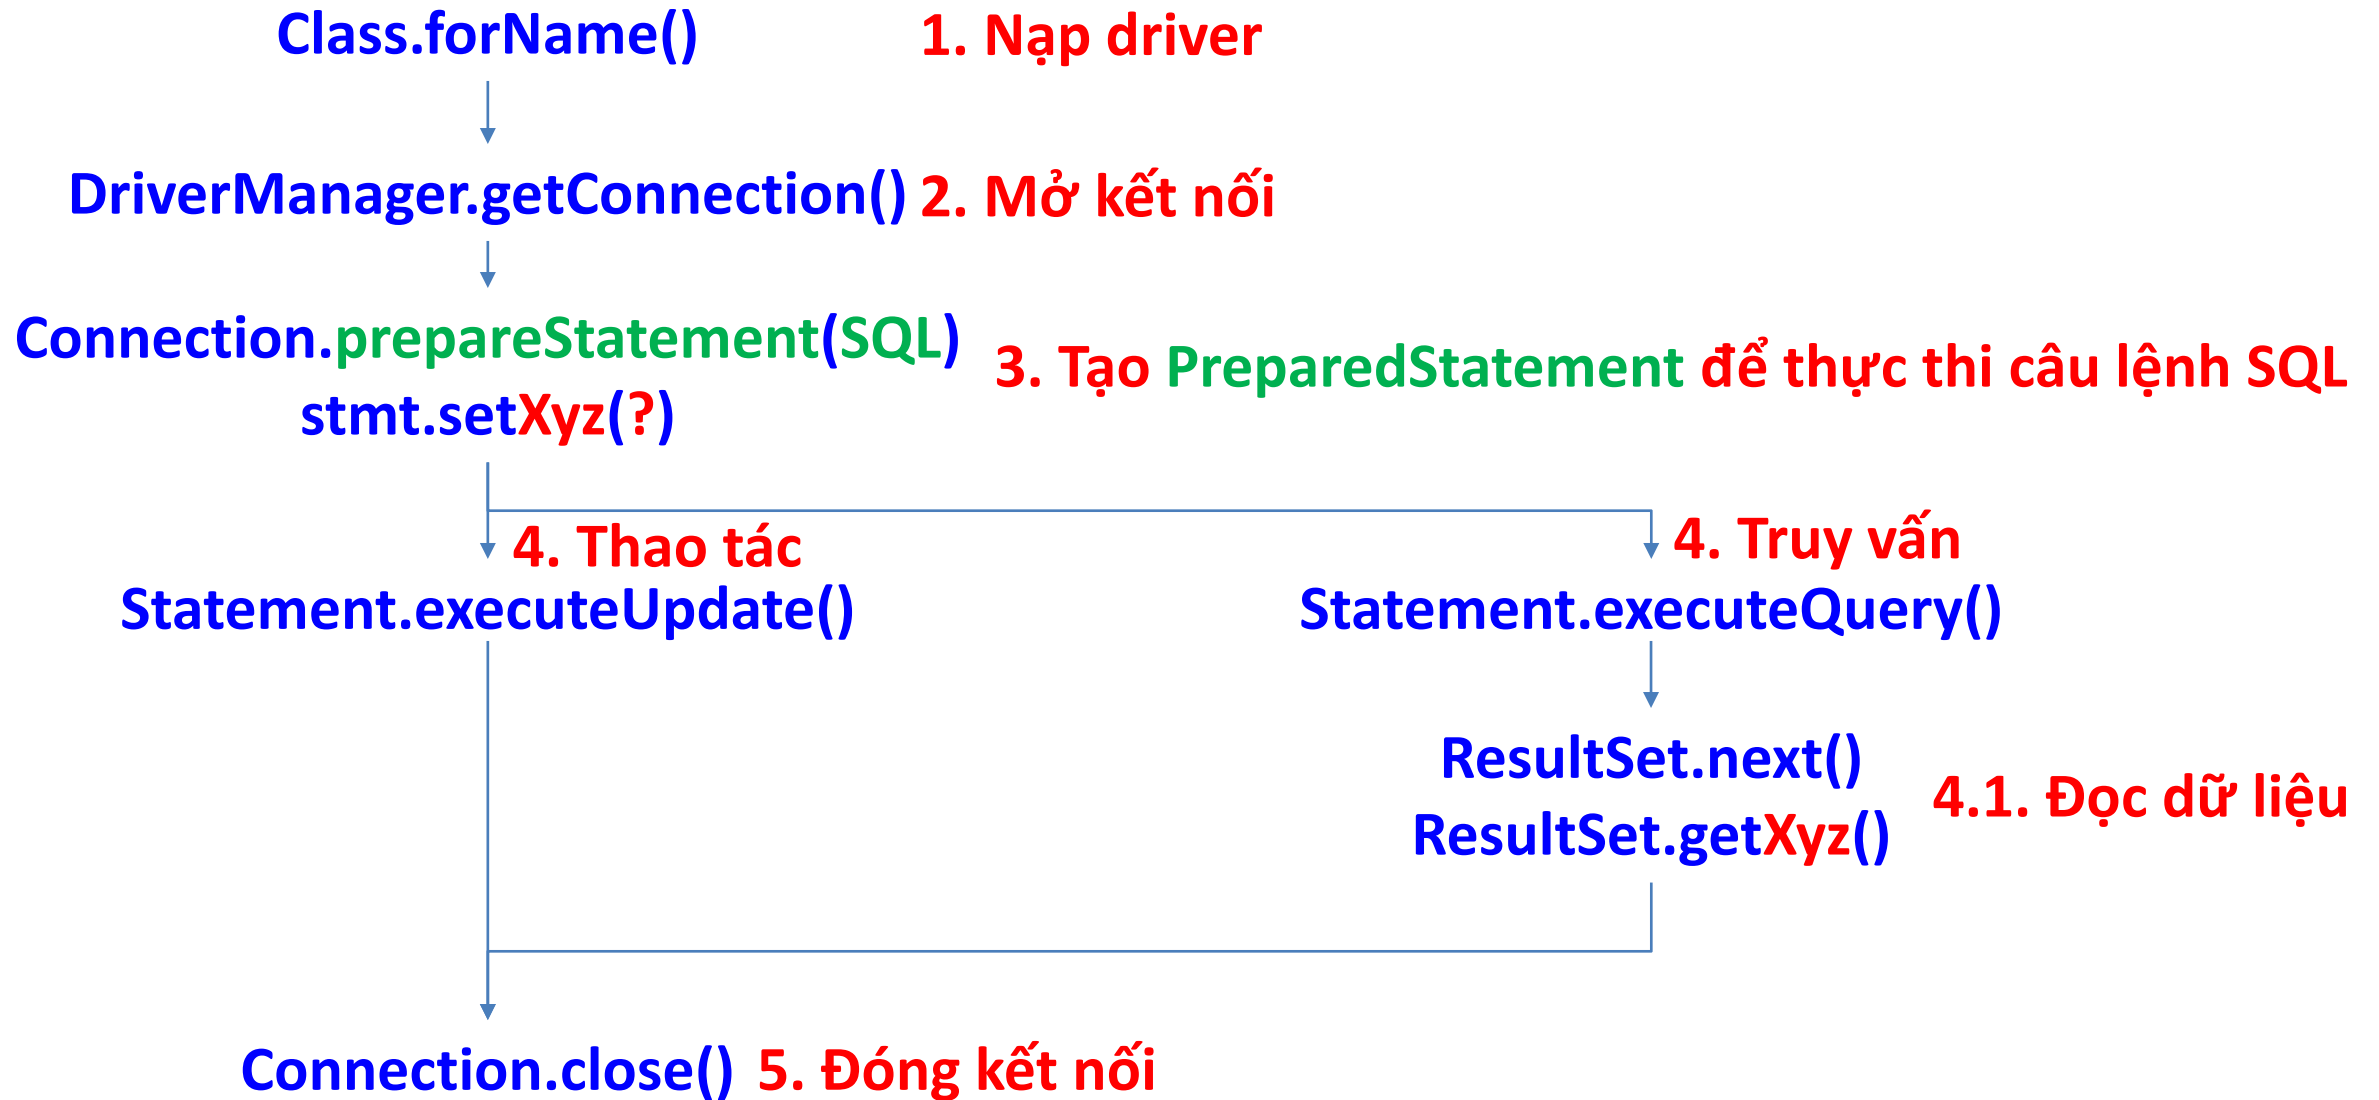 Class.forName() 1. Nạp driver
DriverManager.getConnection() 2. Mở kết nối
Connection.prepareStatement(SQL)
stmt.setXyz(?)
3. Tạo PreparedStatement để thực thi câu lệnh SQL
4. Thao tác
Statement.executeUpdate()
4. Truy vấn
Statement.executeQuery()
ResultSet.next()
ResultSet.getXyz()
4.1. Đọc dữ liệu
Connection.close() 5. Đóng kết nối